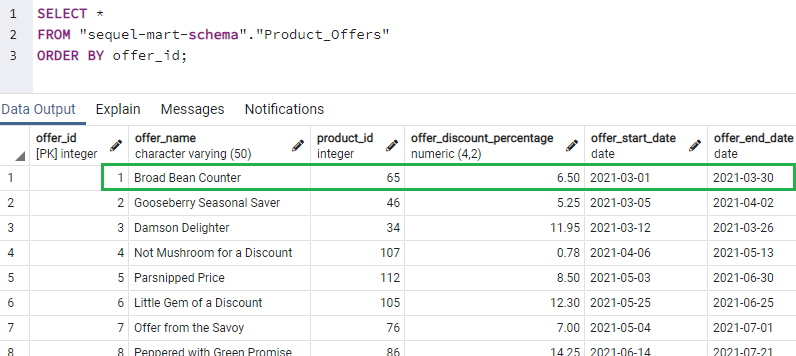 1 SELECT *
2 FROM "sequel-mart-schema"."Product_Offers"
3 ORDER BY offer_id;
Data Output Explain Messages Notifications
offer_id offer_name product_id offer_discount_percentage offer_start_date offer_end_date
[PK] integer character varying (50) integer numeric (4,2) date date
1 1 Broad Bean Counter 65 6.50 2021-03-01 2021-03-30
2 2 Gooseberry Seasonal Saver 46 5.25 2021-03-05 2021-04-02
3 3 Damson Delighter 34 11.95 2021-03-12 2021-03-26
4 4 Not Mushroom for a Discount 107 0.78 2021-04-06 2021-05-13
5 5 Parsnipped Price 112 8.50 2021-05-03 2021-06-30
6 6 Little Gem of a Discount 105 12.30 2021-05-25 2021-06-25
7 7 Offer from the Savoy 76 7.00 2021-05-04 2021-07-01
8 8 Peppered with Green Promise 86 14.25 2021-06-14 2021-07-21